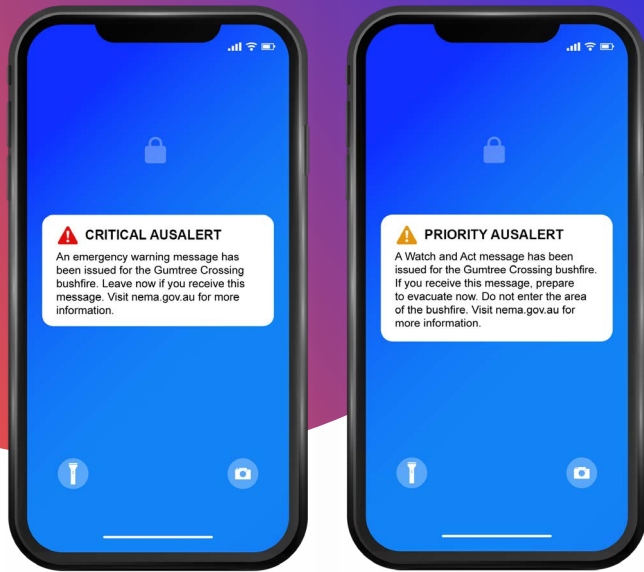 CRITICAL AUSALERT
An emergency warning message has
been issued for the Gumtree Crossing
bushfire. Leave now if you receive this
message. Visit nema.gov.au for more
information.
PRIORITY AUSALERT
A Watch and Act message has been
issued for the Gumtree Crossing bushfire.
If you receive this message, prepare
to evacuate now. Do not enter the area
of the bushfire. Visit nema.gov.au for
more information.